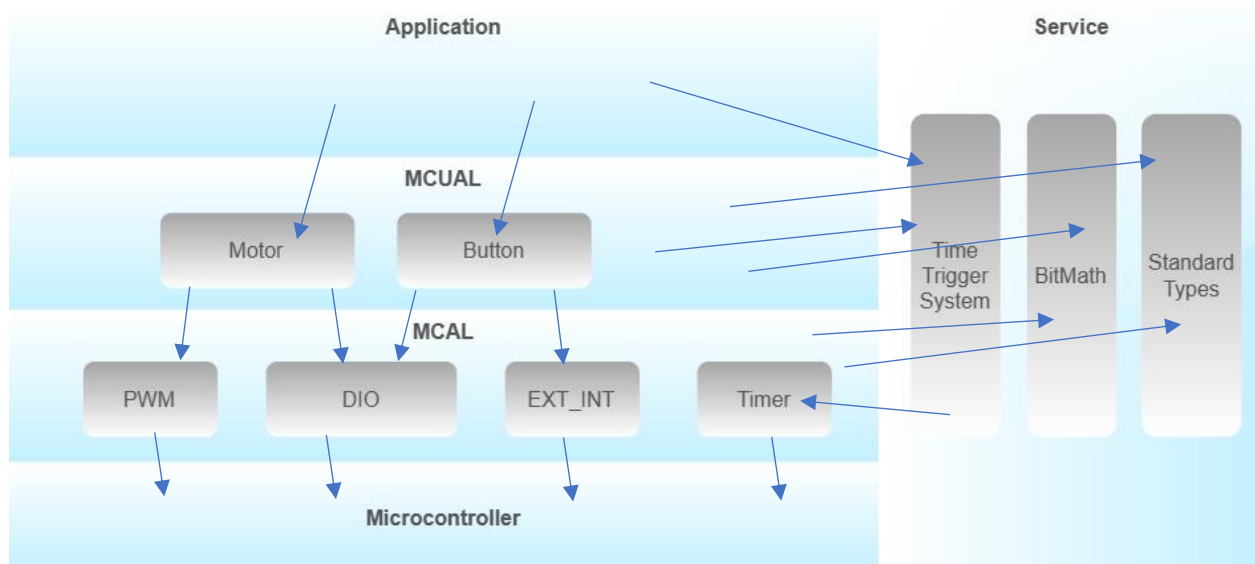 Application
Service
MCUAL
Motor
Button
Time
Trigger
System
BitMath
Standard
Types
MCAL
PWM
DIO
EXT_INT
Timer
Microcontroller